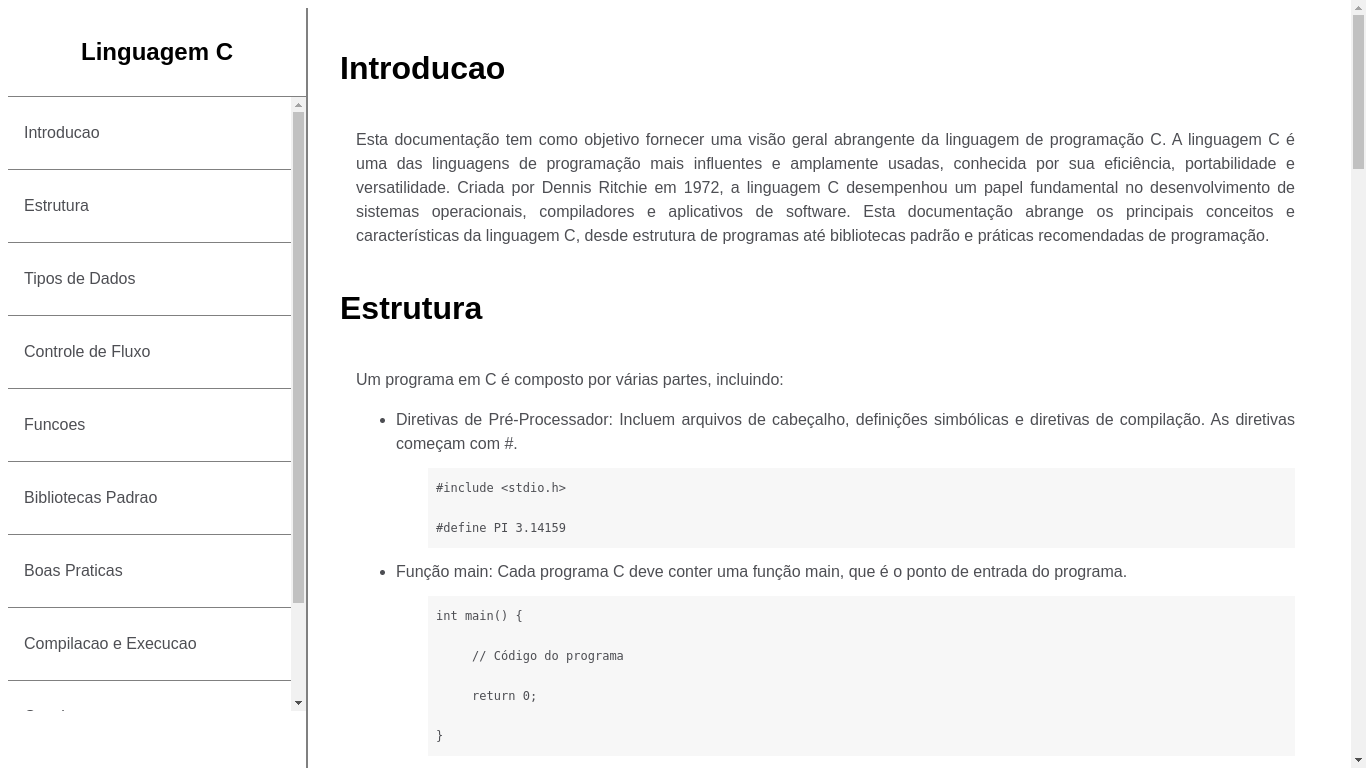 Linguagem C
Introducao
Estrutura
Tipos de Dados
Controle de Fluxo
Funcoes
Bibliotecas Padrao
Boas Praticas
Compilacao e Execucao
Introducao
Esta documentação tem como objetivo fornecer uma visão geral abrangente da linguagem de programação C. A linguagem C é
uma das linguagens de programação mais influentes e amplamente usadas, conhecida por sua eficiência, portabilidade e
versatilidade. Criada por Dennis Ritchie em 1972, a linguagem C desempenhou um papel fundamental no desenvolvimento de
sistemas operacionais, compiladores e aplicativos de software. Esta documentação abrange os principais conceitos e
características da linguagem C, desde estrutura de programas até bibliotecas padrão e práticas recomendadas de programação.
Estrutura
Um programa em C é composto por várias partes, incluindo:
• Diretivas de Pré-Processador: Incluem arquivos de cabeçalho, definições simbólicas e diretivas de compilação. As diretivas
começam com #.
#include <stdio.h>
#define PI 3.14159
• Função main: Cada programa C deve conter uma função main, que é o ponto de entrada do programa.
int main() {
// Código do programa
return 0;
}